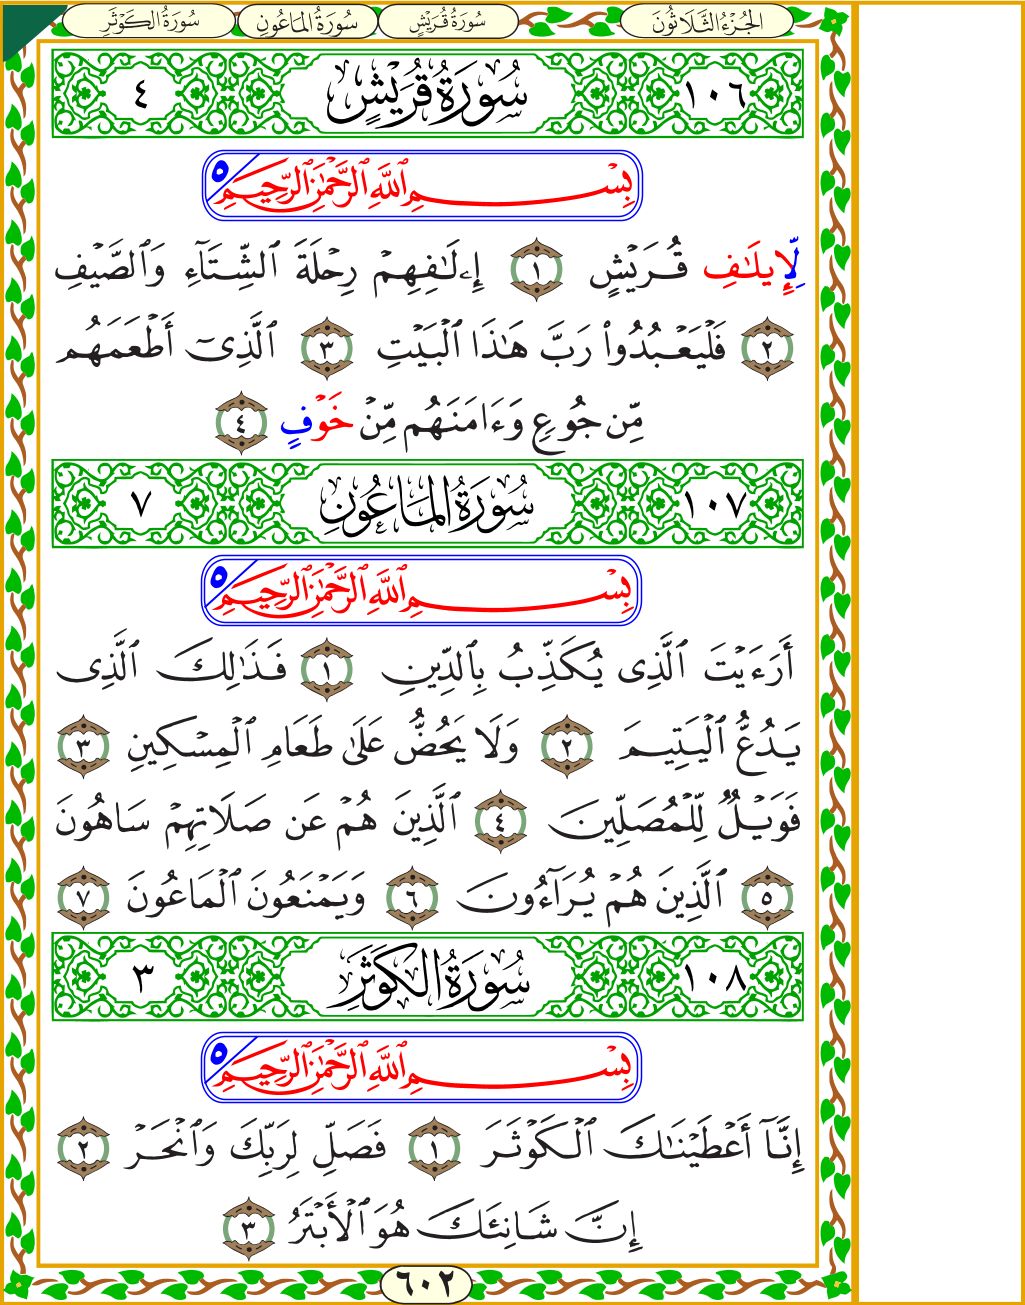 الجُزْءُ الثَّلَاثُونَ سُورَةُ قُرَيْشٍ سُورَةُ المَاعُونِ سُورَةُ الكَوْثَرِ
١٠٦ سُورَةُ قُرَيْشٍ ٤
بِسْمِ ٱللَّهِ ٱلرَّحْمَٰنِ ٱلرَّحِيمِ ٥
لِّإِيلَٰفِ قُرَيْشٍ ١ إِۦلَٰفِهِمْ رِحْلَةَ ٱلشِّتَآءِ وَٱلصَّيْفِ
٢ فَلْيَعْبُدُوا۟ رَبَّ هَٰذَا ٱلْبَيْتِ ٣ ٱلَّذِىٓ أَطْعَمَهُم
مِّن جُوعٍ وَءَامَنَهُم مِّنْ خَوْفٍ ٤
١٠٧ سُورَةُ المَاعُونِ ٧
بِسْمِ ٱللَّهِ ٱلرَّحْمَٰنِ ٱلرَّحِيمِ ٥
أَرَءَيْتَ ٱلَّذِى يُكَذِّبُ بِٱلدِّينِ ١ فَذَٰلِكَ ٱلَّذِى
يَدُعُّ ٱلْيَتِيمَ ٢ وَلَا يَحُضُّ عَلَىٰ طَعَامِ ٱلْمِسْكِينِ ٣
فَوَيْلٌ لِّلْمُصَلِّينَ ٤ ٱلَّذِينَ هُمْ عَن صَلَاتِهِمْ سَاهُونَ
٥ ٱلَّذِينَ هُمْ يُرَآءُونَ ٦ وَيَمْنَعُونَ ٱلْمَاعُونَ ٧
١٠٨ سُورَةُ الكَوْثَرِ ٣
بِسْمِ ٱللَّهِ ٱلرَّحْمَٰنِ ٱلرَّحِيمِ ٥
إِنَّآ أَعْطَيْنَٰكَ ٱلْكَوْثَرَ ١ فَصَلِّ لِرَبِّكَ وَٱنْحَرْ ٢
إِنَّ شَانِئَكَ هُوَ ٱلْأَبْتَرُ ٣
٦٠٢